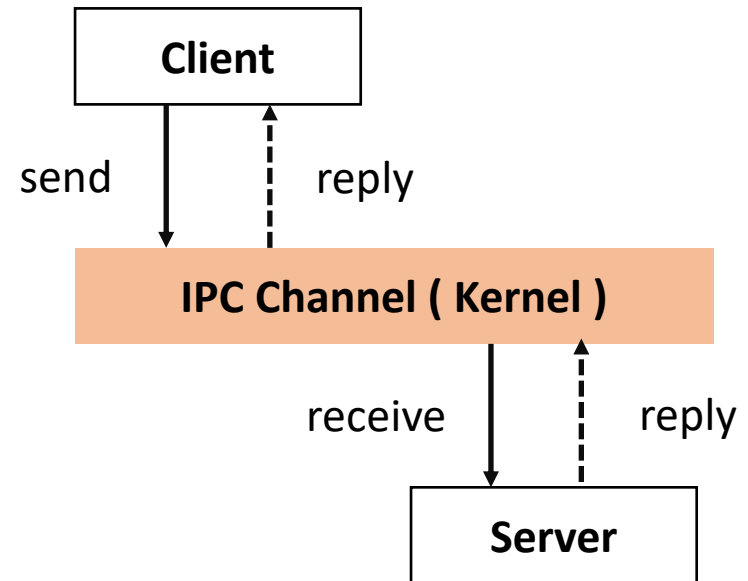 Client
send
reply
IPC Channel ( Kernel )
receive
reply
Server